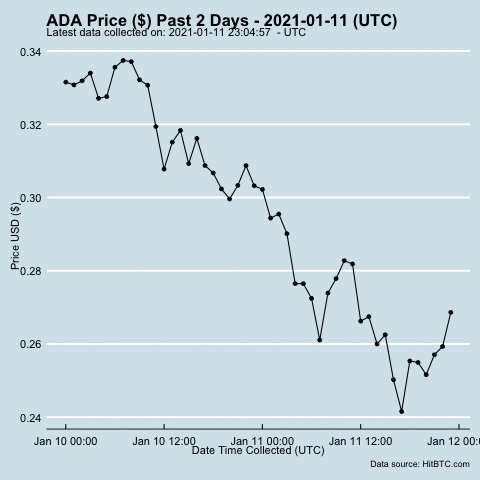 ADA Price ($) Past 2 Days - 2021-01-11 (UTC)
Latest data collected on: 2021-01-11 23:04:57 - UTC
0.34
0.32
0.30
0.28
0.26
0.24
Price USD ($)
Jan 10 00:00 Jan 10 12:00 Jan 11 00:00 Jan 11 12:00 Jan 12 00:0
Date Time Collected (UTC)
Data source: HitBTC.com